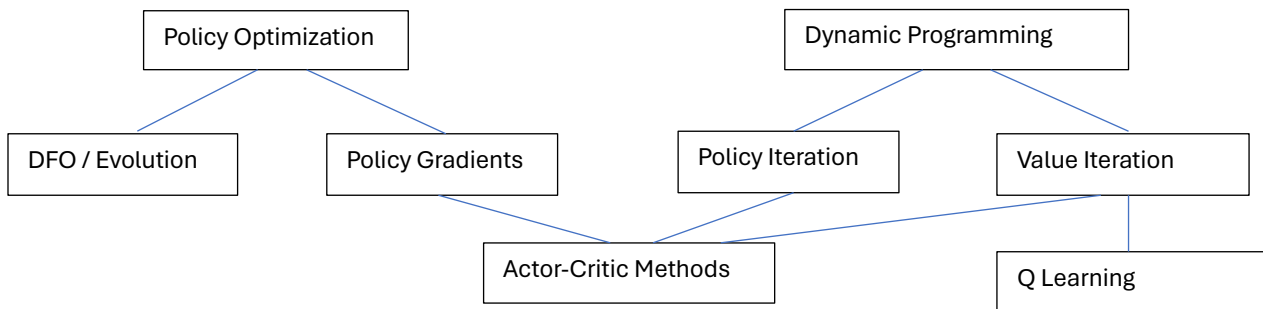 Policy Optimization
Dynamic Programming
DFO / Evolution
Policy Gradients
Policy Iteration
Value Iteration
Actor-Critic Methods
Q Learning